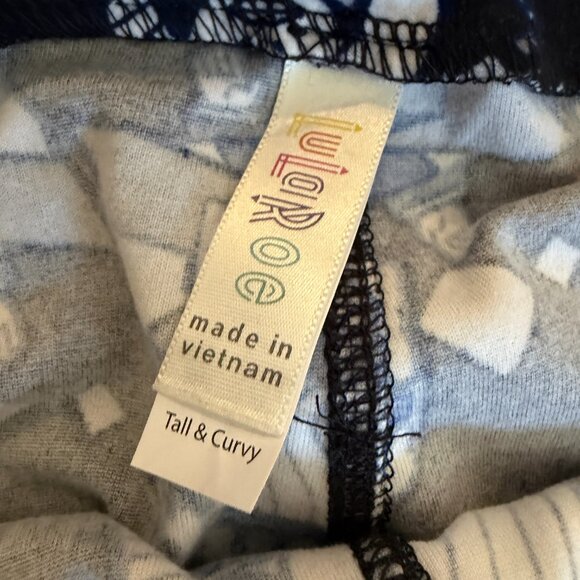 LuLaRoe
made in
vietnam
Tall & Curvy